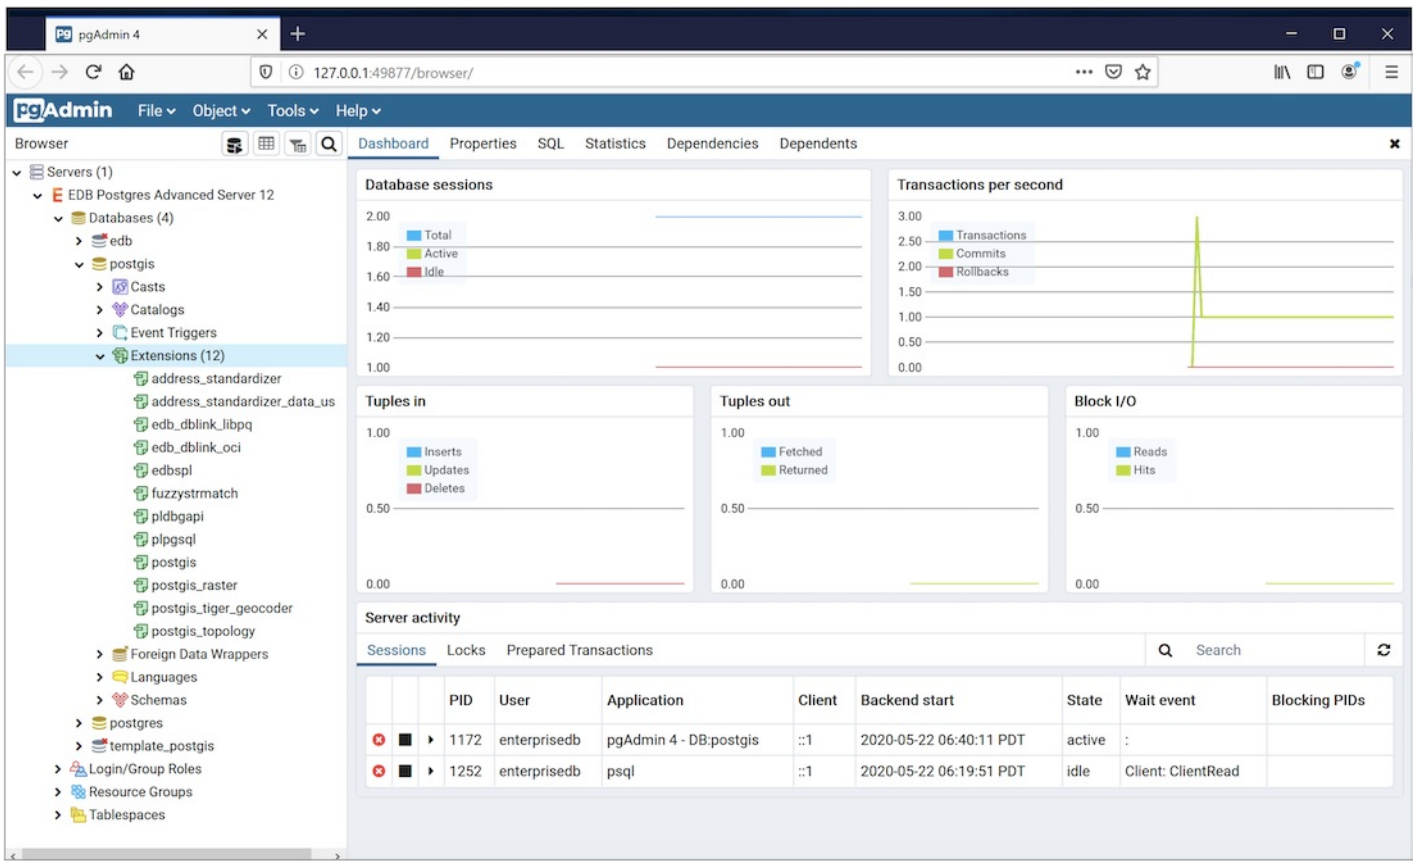 pgAdmin 4
127.0.0.1:49877/browser/
pgAdmin File Object Tools Help
Browser
Dashboard Properties SQL Statistics Dependencies Dependents
Servers (1)
EDB Postgres Advanced Server 12
Databases (4)
edb
postgis
Casts
Catalogs
Event Triggers
Extensions (12)
address_standardizer
address_standardizer_data_us
edb_dblink_libpq
edb_dblink_oci
edbspl
fuzzystrmatch
pldbgapi
plpgsql
postgis
postgis_raster
postgis_tiger_geocoder
postgis_topology
Foreign Data Wrappers
Languages
Schemas
postgres
template_postgis
Login/Group Roles
Resource Groups
Tablespaces
Database sessions
2.00
1.80
1.60
1.40
1.20
1.00
Total
Active
Idle
Transactions per second
3.00
2.50
2.00
1.50
1.00
0.50
0.00
Transactions
Commits
Rollbacks
Tuples in
1.00
0.50
0.00
Inserts
Updates
Deletes
Tuples out
1.00
0.50
0.00
Fetched
Returned
Block I/O
1.00
0.50
0.00
Reads
Hits
Server activity
Sessions Locks Prepared Transactions Search
PID User Application Client Backend start State Wait event Blocking PIDs
1172 enterprisedb pgAdmin 4 - DB:postgis ::1 2020-05-22 06:40:11 PDT active :
1252 enterprisedb psql ::1 2020-05-22 06:19:51 PDT idle Client: ClientRead